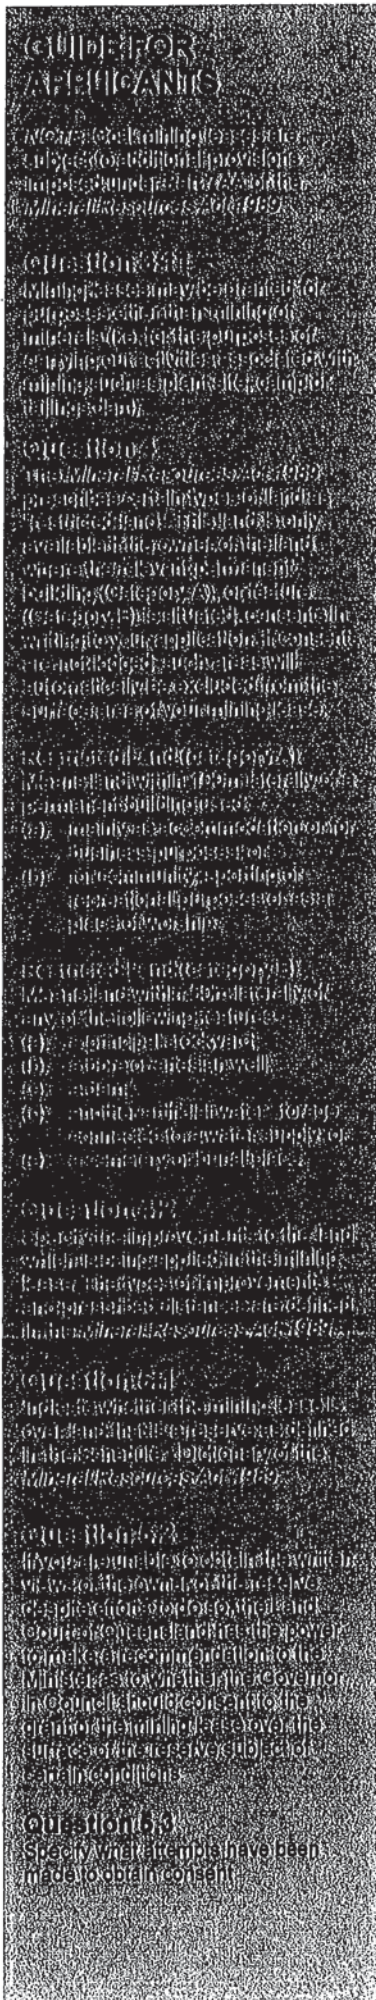 GUIDE FOR
APPLICANTS
NOTE: Coal mining leases are
subject to additional provisions
imposed under Part 7AA of the
Mineral Resources Act 1989
Question 3.1
Mining leases may be granted for
purposes other than mining of
minerals viz for the purposes of
carrying out activities associated with
mining such as plant site, camp or
tailings dam.
Question
The Mineral Resources Act 1989
prescribes certain types of land as
'restricted land'. This land is only
available if the owner of the land
where the relevant permanent
building (category A), or feature
(category B) is situated, consents in
writing to your application. If consents
are not lodged, such areas will
automatically be excluded from the
surface area of your mining lease.
Restricted Land (category A):
Means land within 100m laterally of a
permanent building used:
(a) mainly as accommodation or for
business purposes or
(b) for community, sporting or
recreational purposes or as a
place of worship.
Restricted Land (category B):
Means land within 50m laterally of
any of the following features:
(a) a principal stockyard
(b) a bore or artesian well
(c) a dam
(d) another artificial water storage
connected to a water supply or
(e) a cemetery or burial place.
Question
Specify the improvements to the land
within being applied in the mining
lease. The types of improvements
and prescribed distances are defined
in the Mineral Resources Act 1989.
Question 6.1
Indicate whether the mining lease is
over land that is reserve as defined
in the Schedule - Dictionary of the
Mineral Resources Act 1989
Question 6.2
If you are unable to obtain the written
views of the owner of the reserve
despite efforts to do so, the Land
Court of Queensland has the power
to make a recommendation to the
Minister as to whether the Governor
in Council should consent to the
grant of the mining lease over the
surface of the reserve subject of
certain conditions
Question 6.3
Specify what attempts have been
made to obtain consent